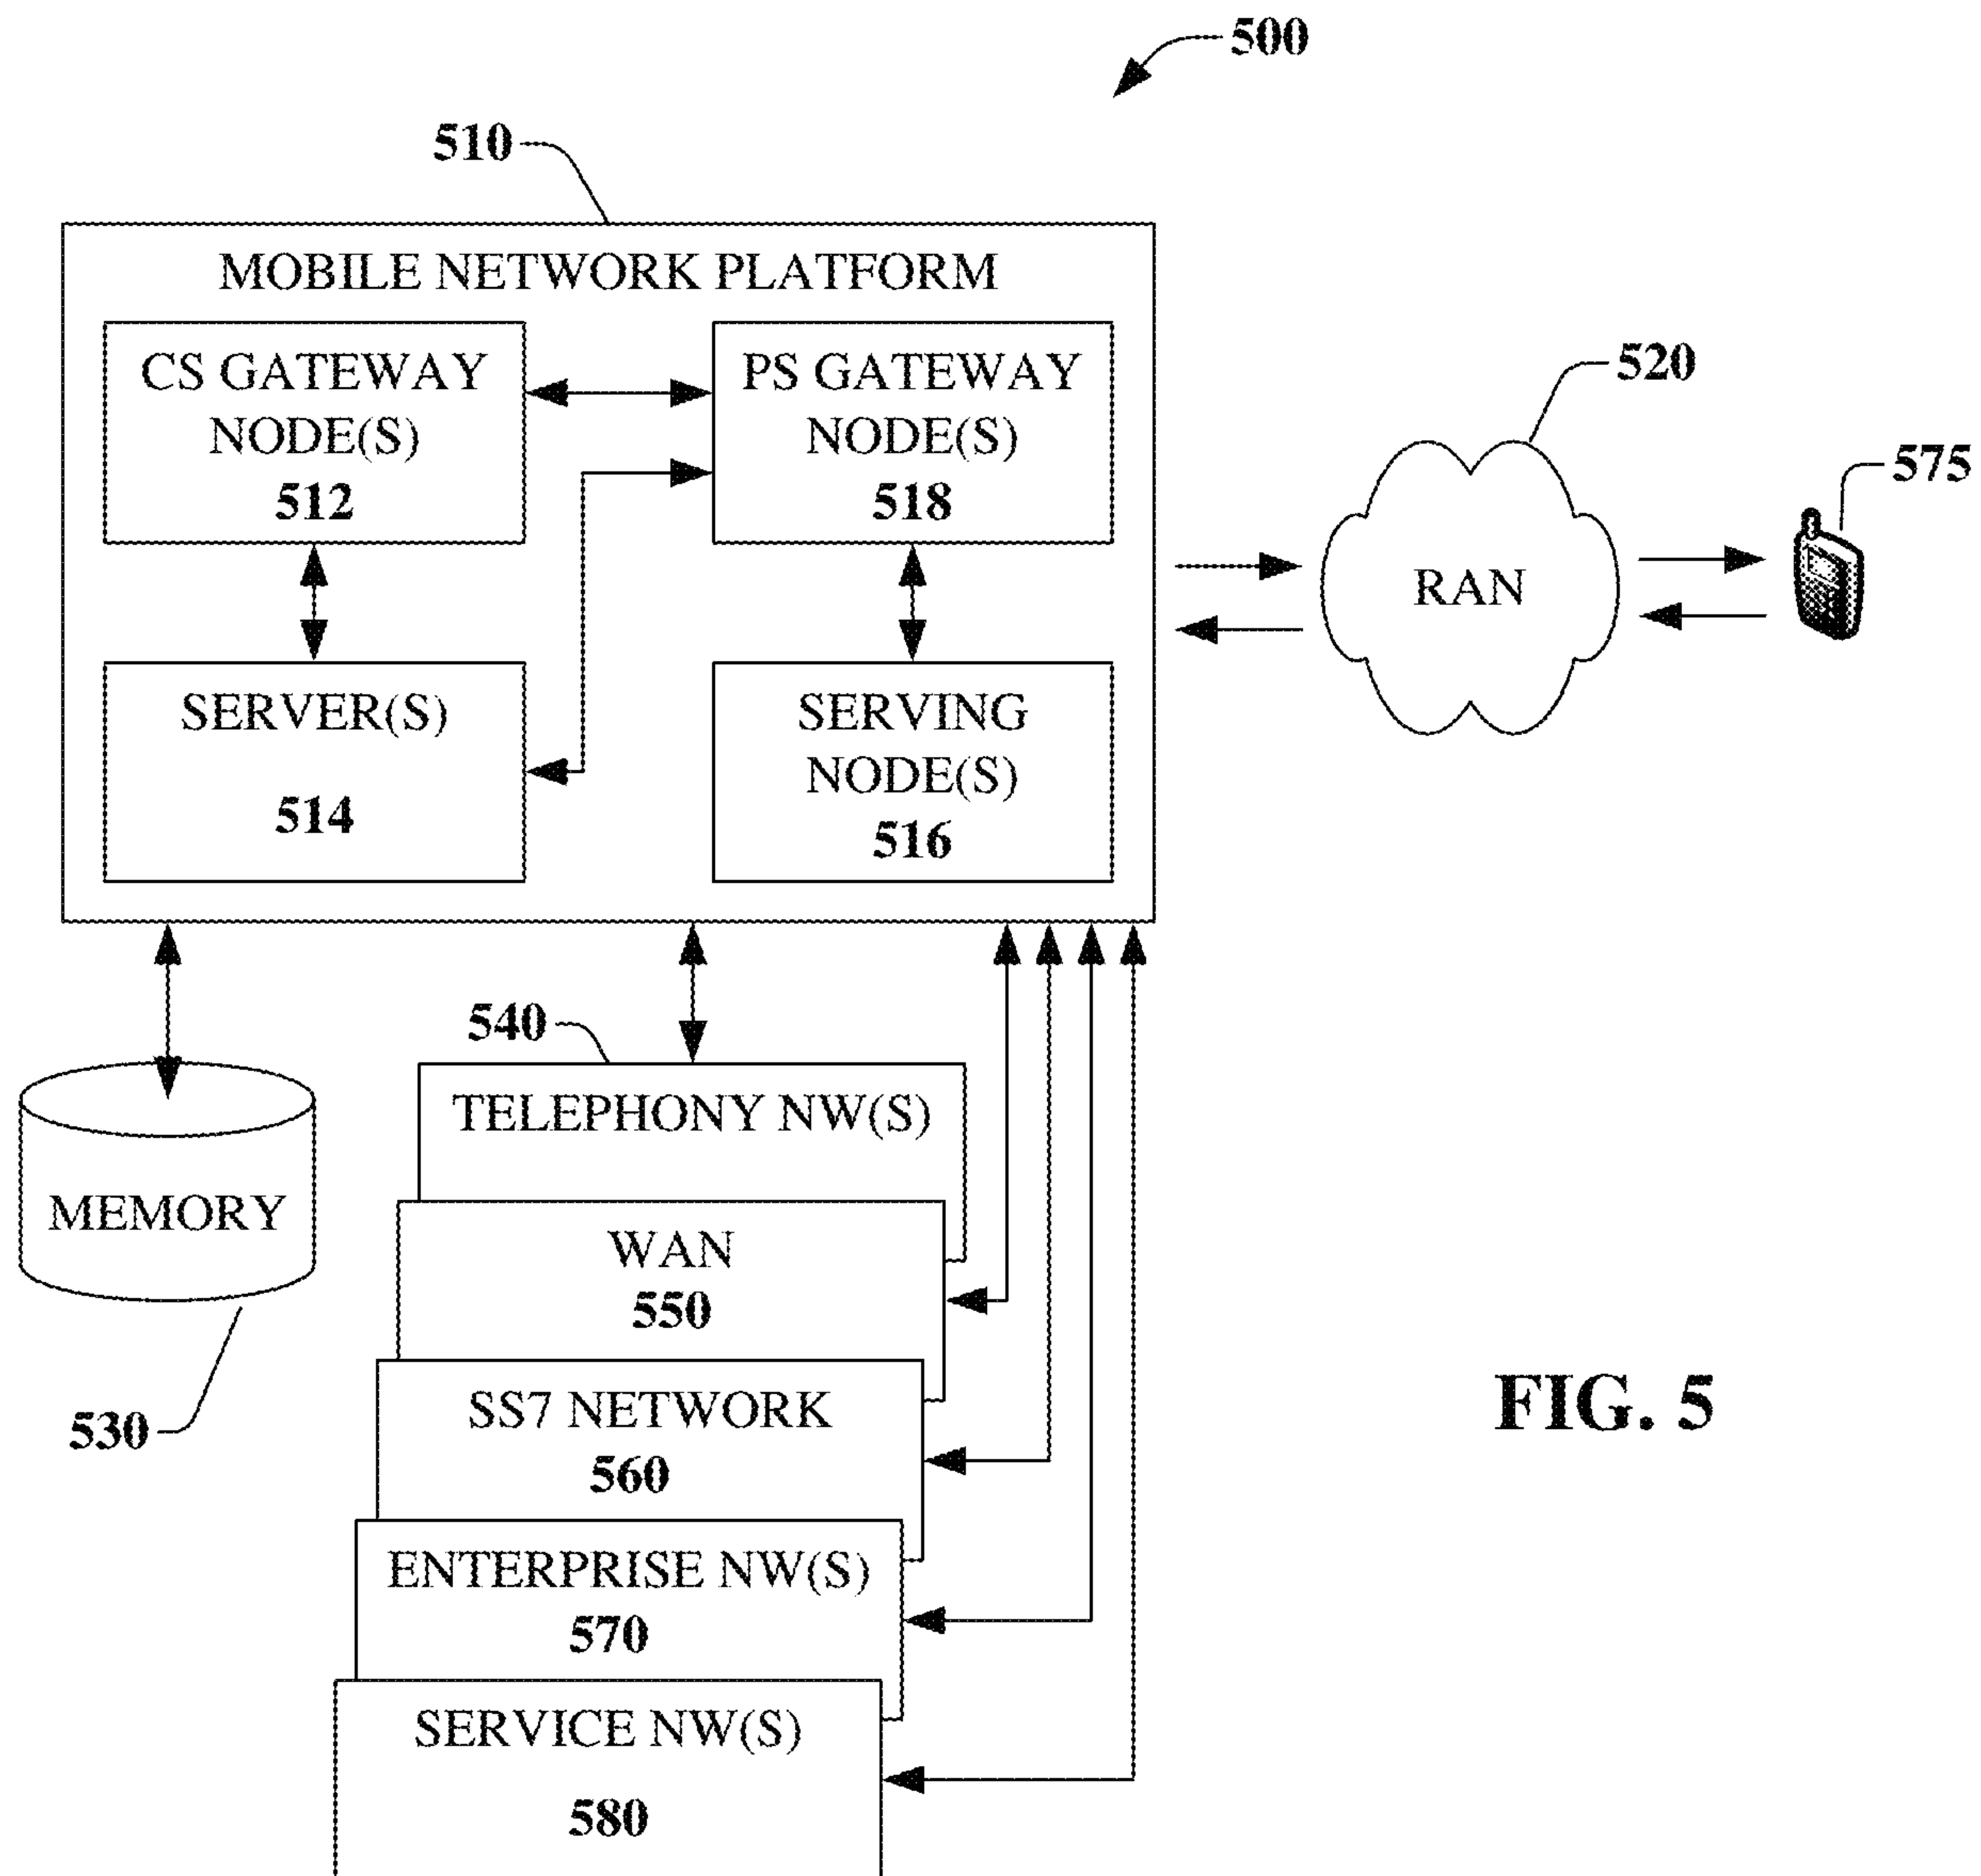 500
510
MOBILE NETWORK PLATFORM
CS GATEWAY
NODE(S)
512
PS GATEWAY
NODE(S)
518
SERVER(S)
514
SERVING
NODE(S)
516
520
RAN
575
540
TELEPHONY NW(S)
MEMORY
530
WAN
550
SS7 NETWORK
560
ENTERPRISE NW(S)
570
SERVICE NW(S)
580
FIG. 5